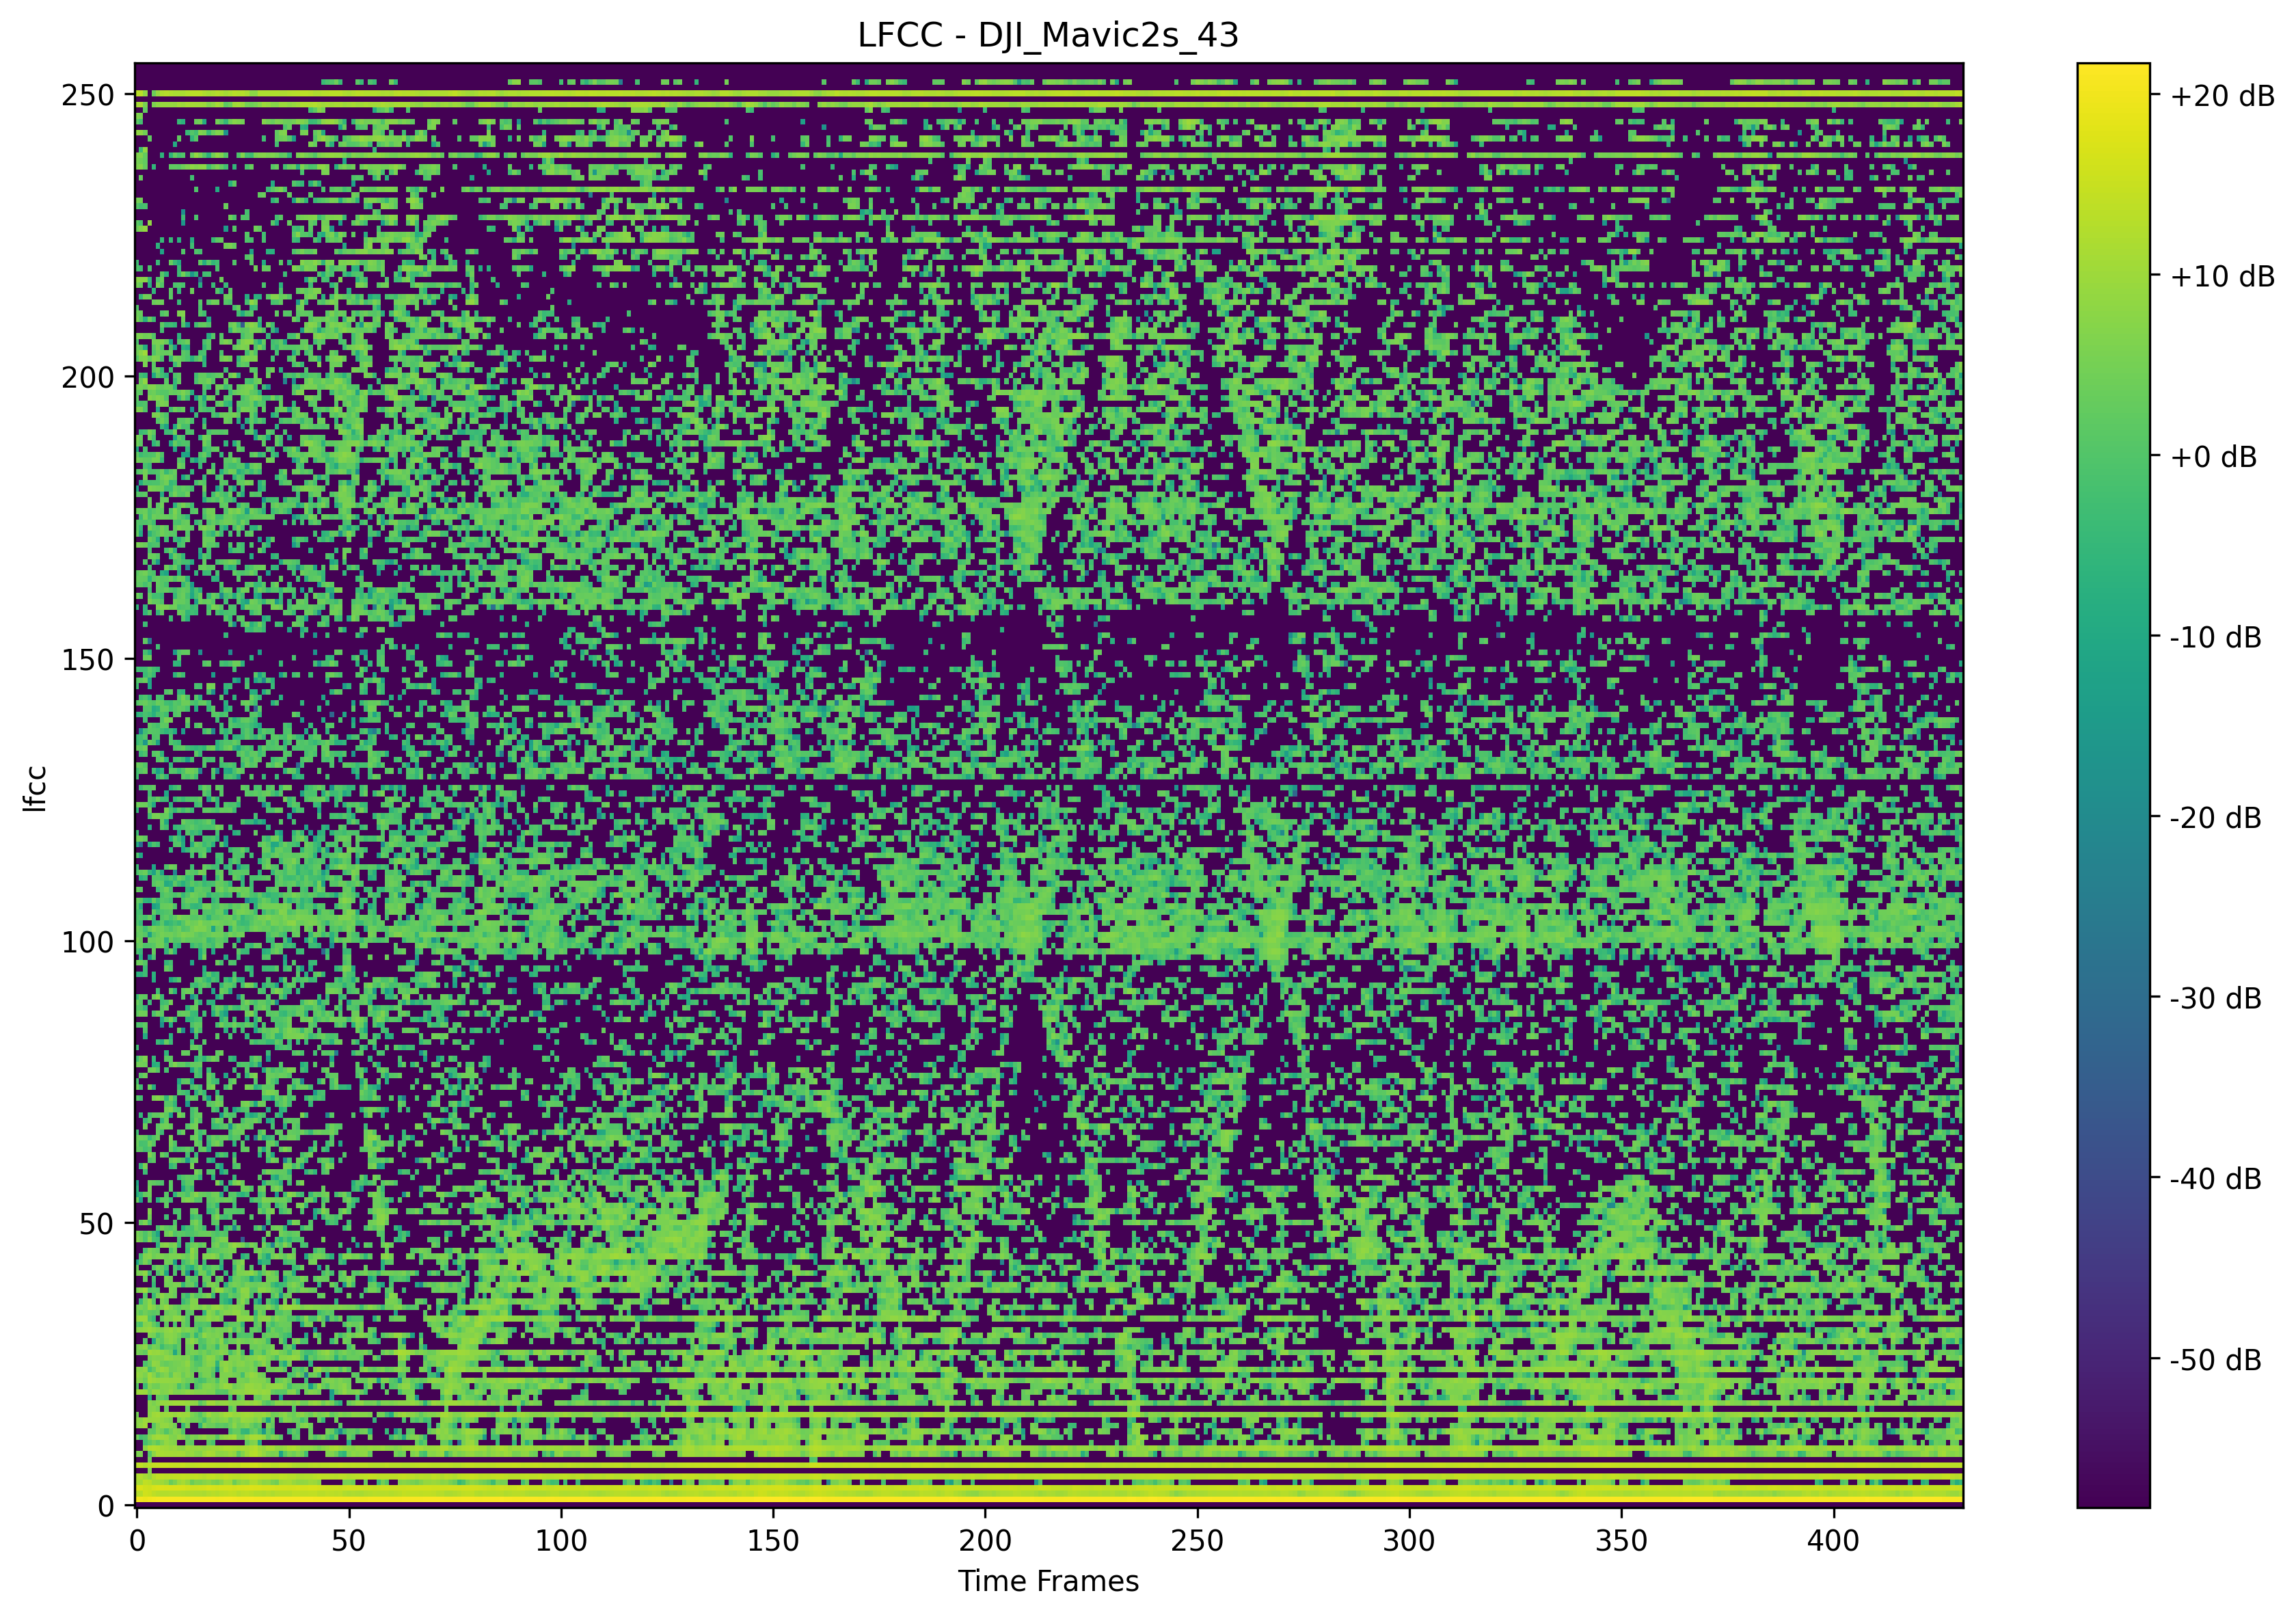 LFCC - DJI_Mavic2s_43
250
200
150
100
50
0
lfcc
0 50 100 150 200 250 300 350 400
Time Frames
+20 dB
+10 dB
+0 dB
-10 dB
-20 dB
-30 dB
-40 dB
-50 dB